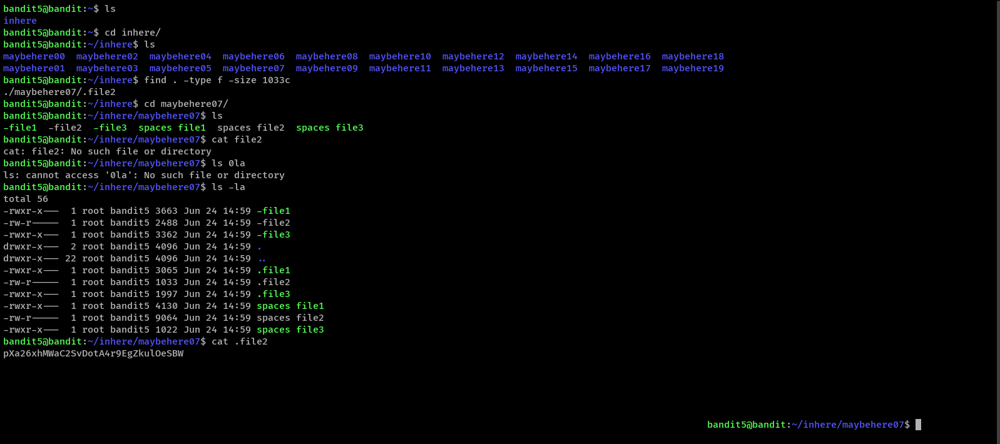 bandit5@bandit:~$ ls
inhere
bandit5@bandit:~$ cd inhere/
bandit5@bandit:~/inhere$ ls
maybehere00  maybehere02  maybehere04  maybehere06  maybehere08  maybehere10  maybehere12  maybehere14  maybehere16  maybehere18
maybehere01  maybehere03  maybehere05  maybehere07  maybehere09  maybehere11  maybehere13  maybehere15  maybehere17  maybehere19
bandit5@bandit:~/inhere$ find . -type f -size 1033c
./maybehere07/.file2
bandit5@bandit:~/inhere$ cd maybehere07/
bandit5@bandit:~/inhere/maybehere07$ ls
-file1  -file2  -file3  spaces file1  spaces file2  spaces file3
bandit5@bandit:~/inhere/maybehere07$ cat file2
cat: file2: No such file or directory
bandit5@bandit:~/inhere/maybehere07$ ls 0la
ls: cannot access '0la': No such file or directory
bandit5@bandit:~/inhere/maybehere07$ ls -la
total 56
-rwxr-x---  1 root bandit5 3663 Jun 24 14:59 -file1
-rw-r-----  1 root bandit5 2488 Jun 24 14:59 -file2
-rwxr-x---  1 root bandit5 3362 Jun 24 14:59 -file3
drwxr-x---  2 root bandit5 4096 Jun 24 14:59 .
drwxr-x--- 22 root bandit5 4096 Jun 24 14:59 ..
-rwxr-x---  1 root bandit5 3065 Jun 24 14:59 .file1
-rw-r-----  1 root bandit5 1033 Jun 24 14:59 .file2
-rwxr-x---  1 root bandit5 1997 Jun 24 14:59 .file3
-rwxr-x---  1 root bandit5 4130 Jun 24 14:59 spaces file1
-rw-r-----  1 root bandit5 9064 Jun 24 14:59 spaces file2
-rwxr-x---  1 root bandit5 1022 Jun 24 14:59 spaces file3
bandit5@bandit:~/inhere/maybehere07$ cat .file2
pXa26xhMWaC2SvDotA4r9EgZkulOeSBW
bandit5@bandit:~/inhere/maybehere07$